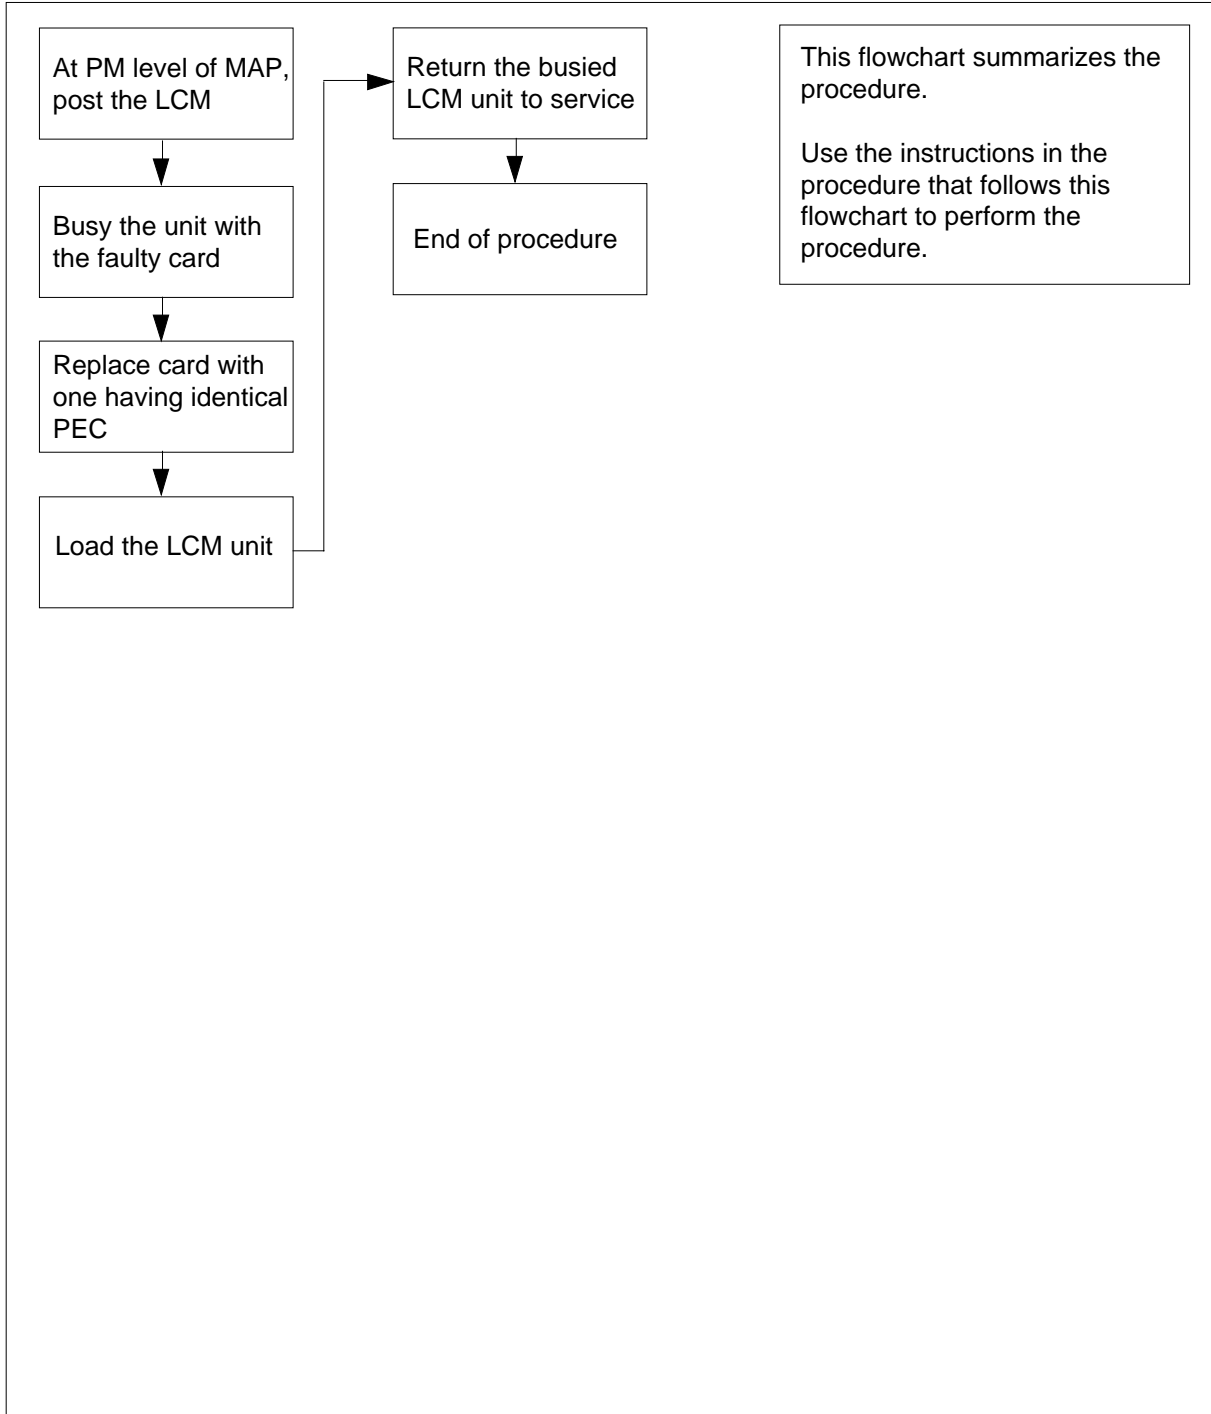 At PM level of MAP,
post the LCM
Busy the unit with
the faulty card
Replace card with
one having identical
PEC
Load the LCM unit
Return the busied
LCM unit to service
End of procedure
This flowchart summarizes the
procedure.
Use the instructions in the
procedure that follows this
flowchart to perform the
procedure.